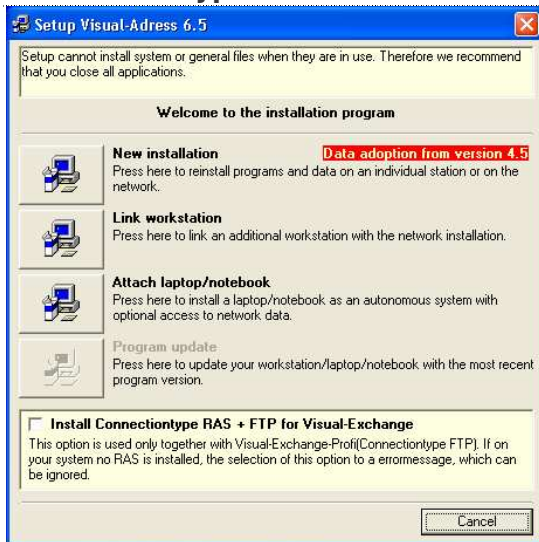 Setup Visual-Adress 6.5
Setup cannot install system or general files when they are in use. Therefore we recommend
that you close all applications.
Welcome to the installation program
New installation
Data adoption from version 4.5
Press here to reinstall programs and data on an individual station or on the
network.
Link workstation
Press here to link an additional workstation with the network installation.
Attach laptop/notebook
Press here to install a laptop/notebook as an autonomous system with
optional access to network data.
Program update
Press here to update your workstation/laptop/notebook with the most recent
program version.
Install Connectiontype RAS + FTP for Visual-Exchange
This option is used only together with Visual-Exchange-Profi(Connectiontype FTP). If on
your system no RAS is installed, the selection of this option to a errormessage, which can
be ignored.
Cancel